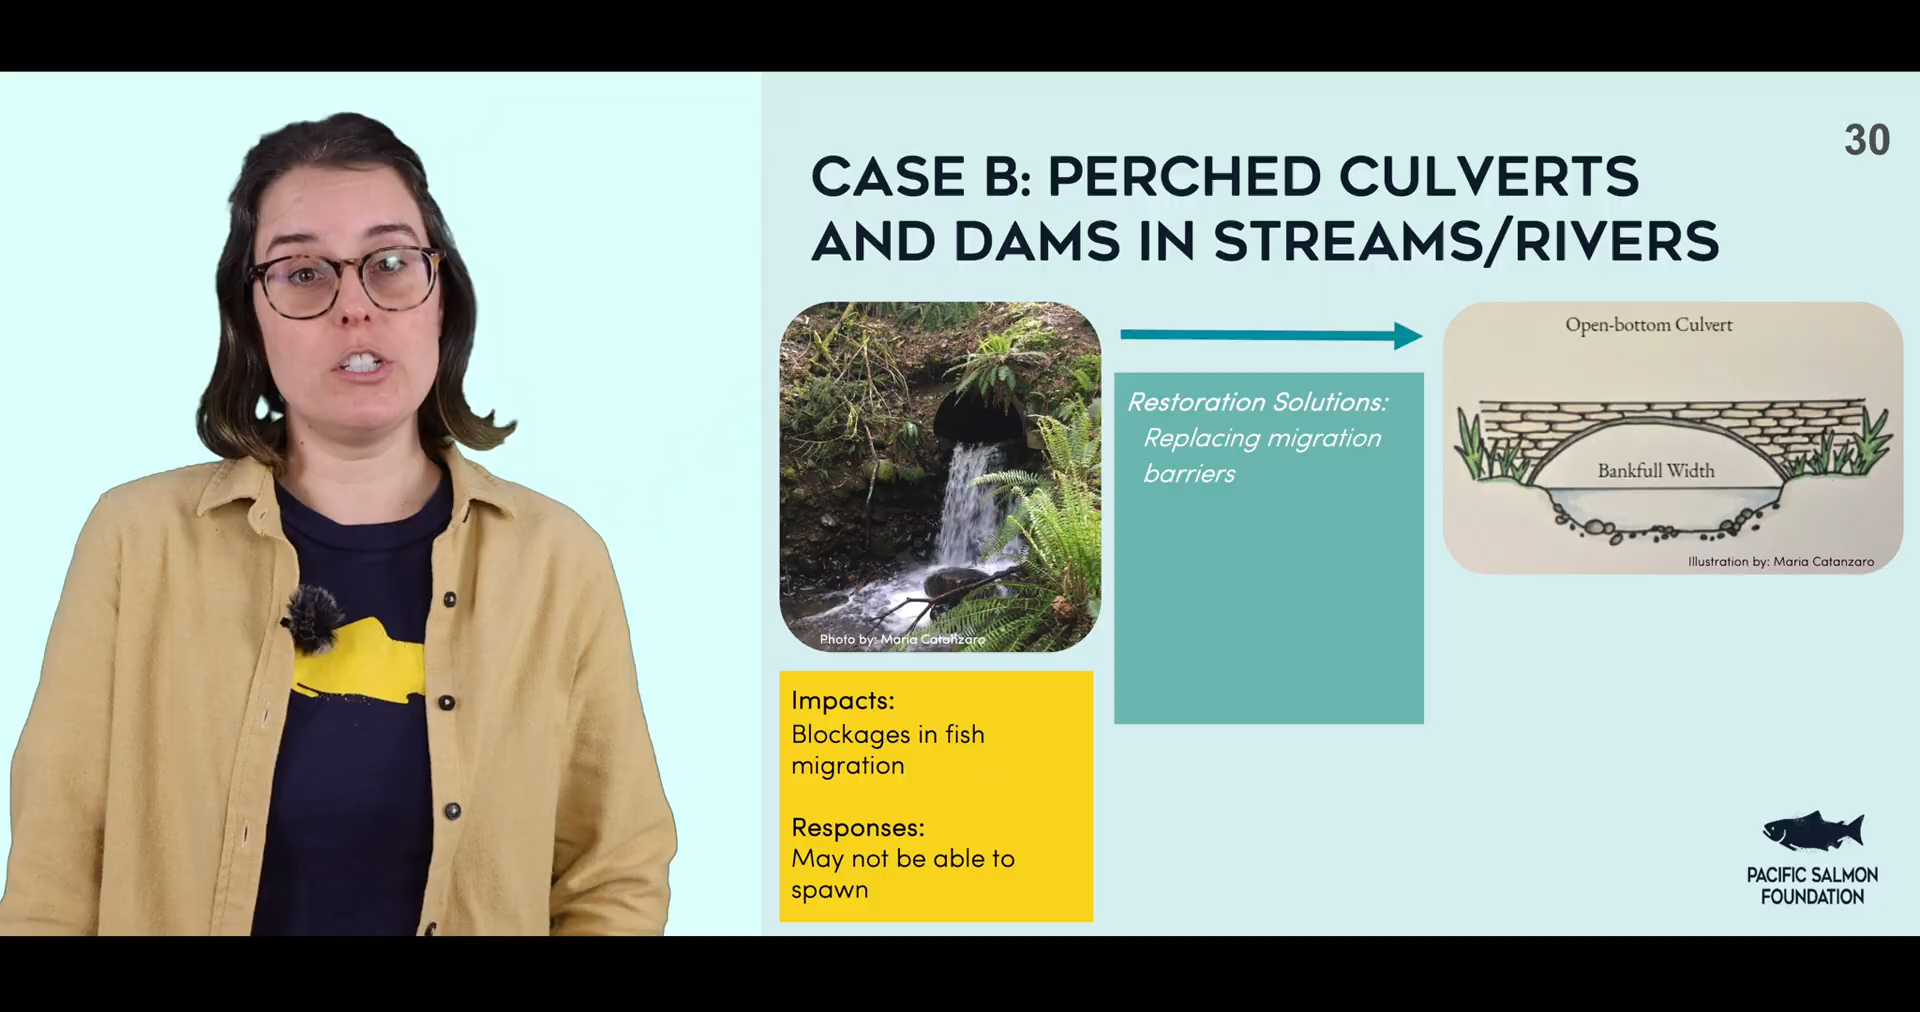 30
CASE B: PERCHED CULVERTS
AND DAMS IN STREAMS/RIVERS
Photo by: Maria Catanzaro
Impacts:
Blockages in fish
migration
Responses:
May not be able to
spawn
Restoration Solutions:
Replacing migration
barriers
Open-bottom Culvert
Bankfull Width
Illustration by: Maria Catanzaro
PACIFIC SALMON
FOUNDATION